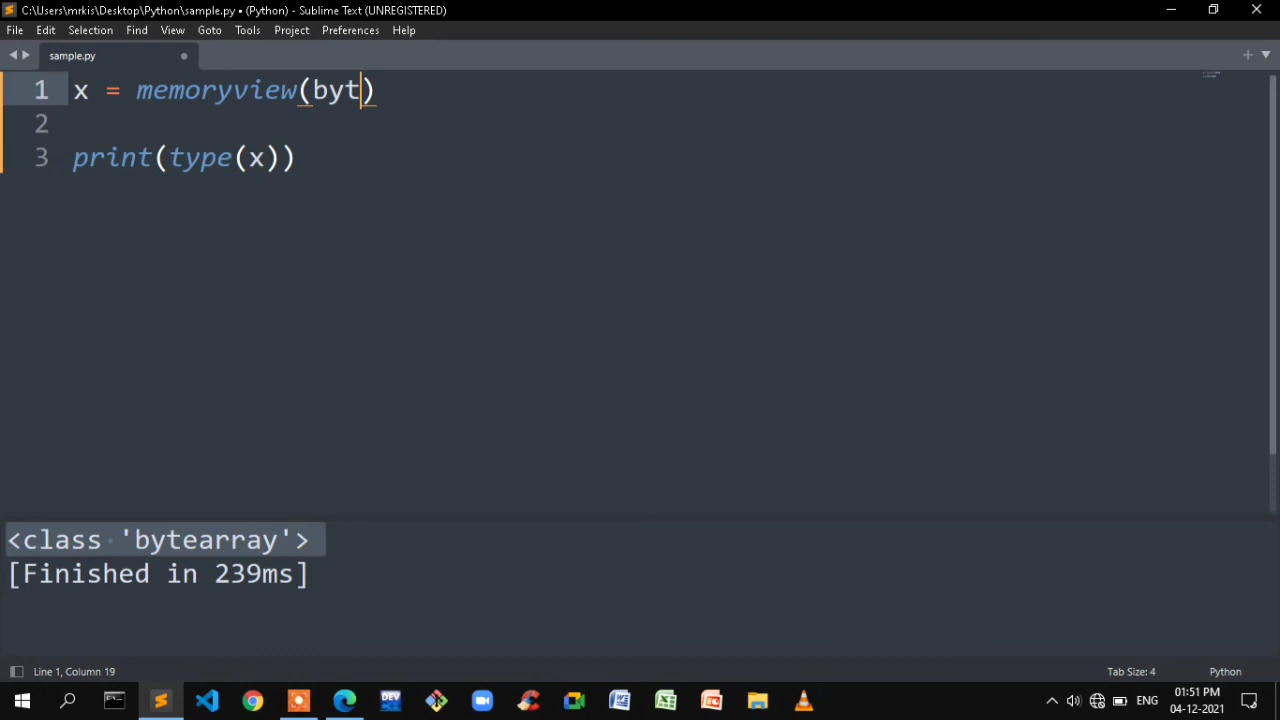 C:\Users\mrkis\Desktop\Python\sample.py • (Python) - Sublime Text (UNREGISTERED)
File Edit Selection Find View Goto Tools Project Preferences Help
sample.py
1 x = memoryview(byt)
2
3 print(type(x))
<class 'bytearray'>
[Finished in 239ms]
Line 1, Column 19 Tab Size: 4 Python
DEV
ENG 01:51 PM
04-12-2021